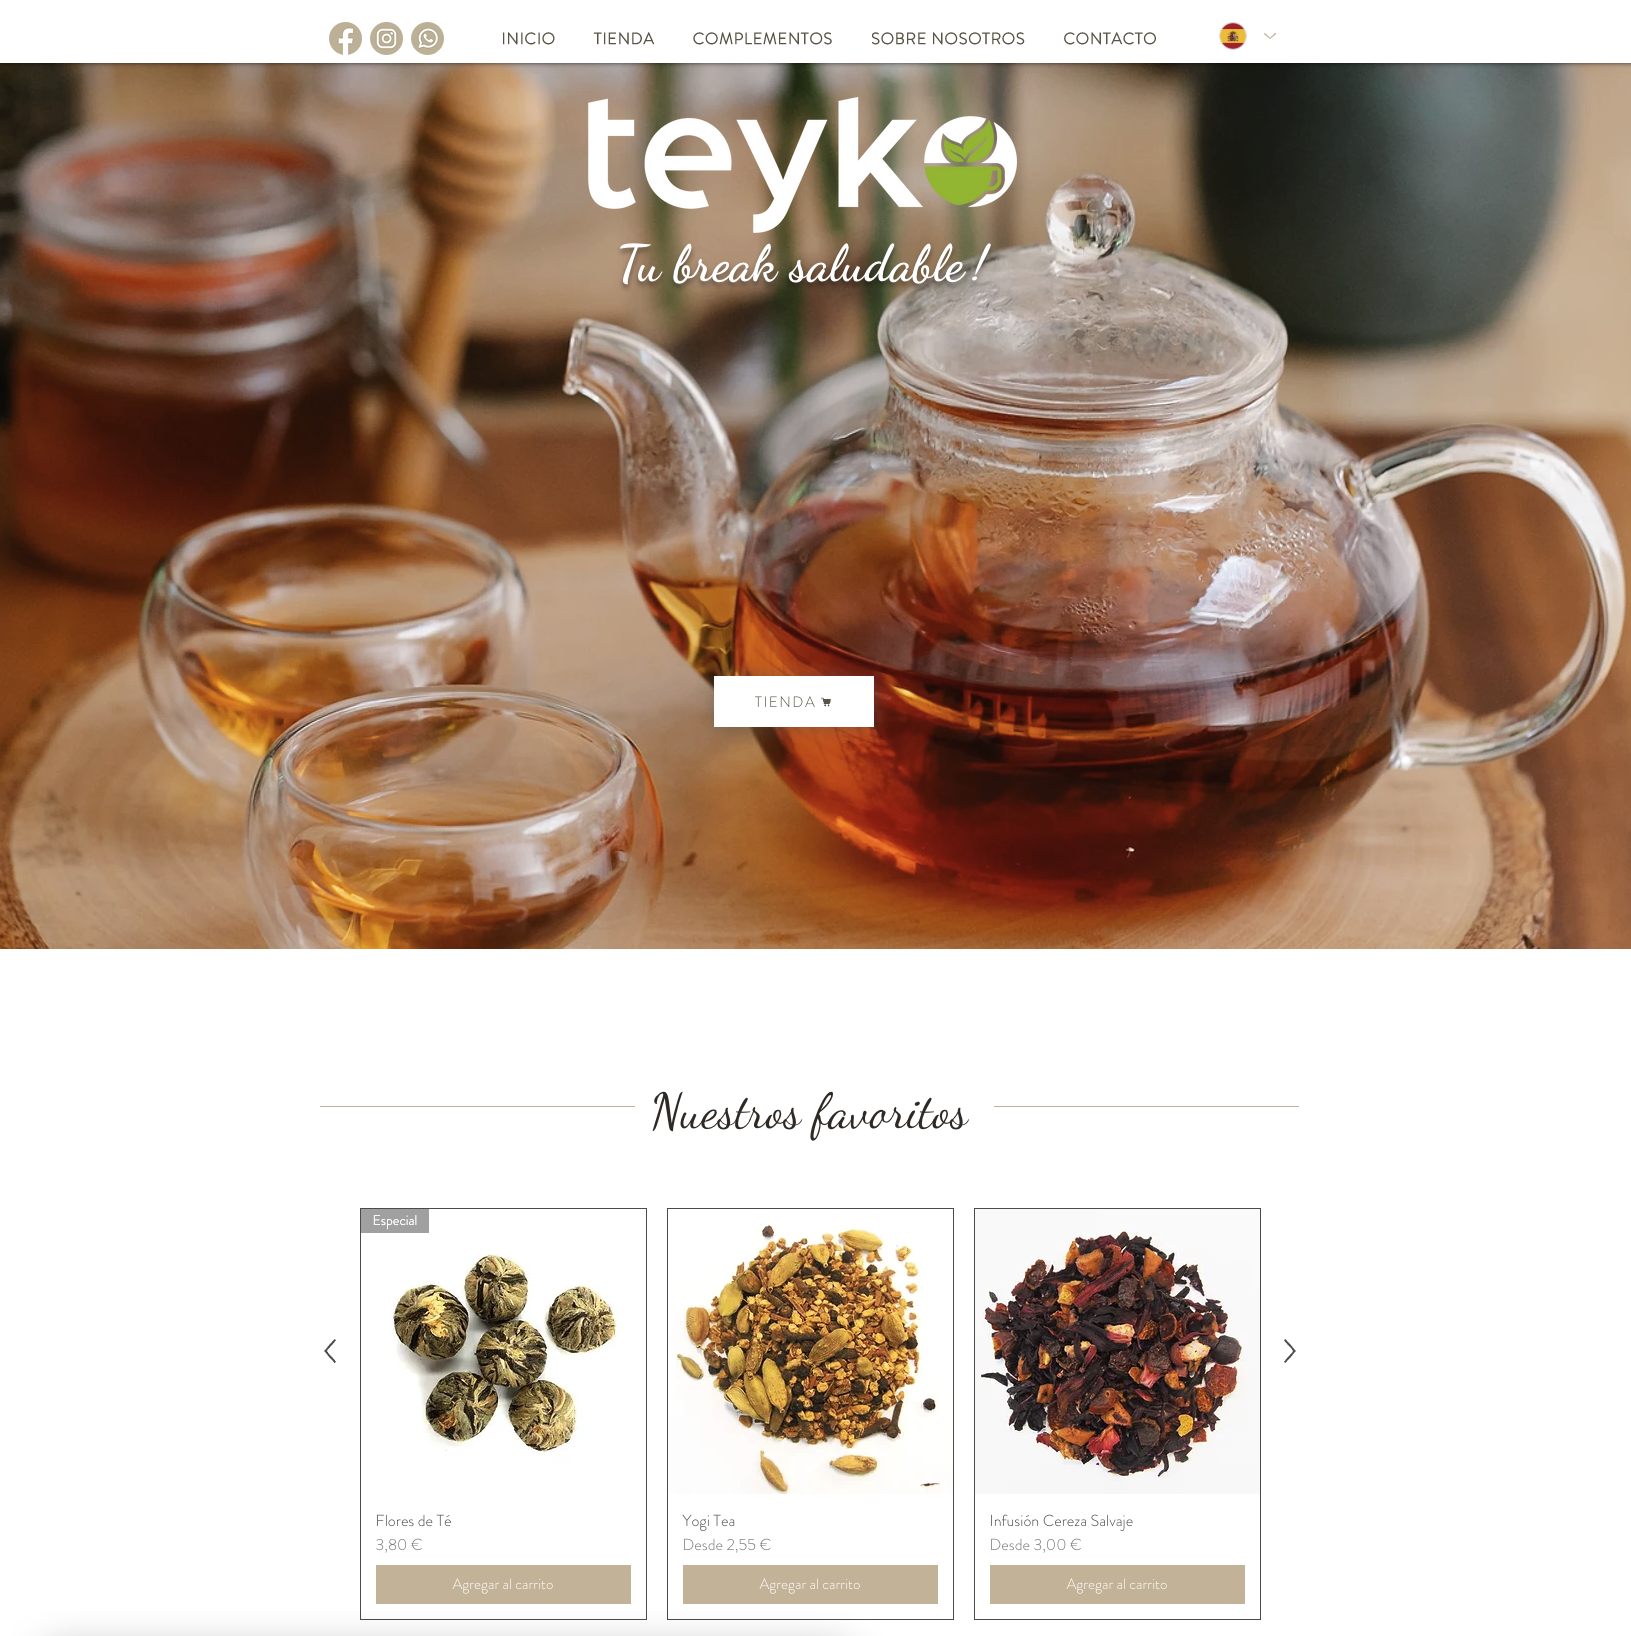 INICIO TIENDA COMPLEMENTOS SOBRE NOSOTROS CONTACTO
teyko
Tu break saludable!
TIENDA
Nuestros favoritos
Especial
Flores de Té
3,80 €
Agregar al carrito
Yogi Tea
Desde 2,55 €
Agregar al carrito
Infusión Cereza Salvaje
Desde 3,00 €
Agregar al carrito